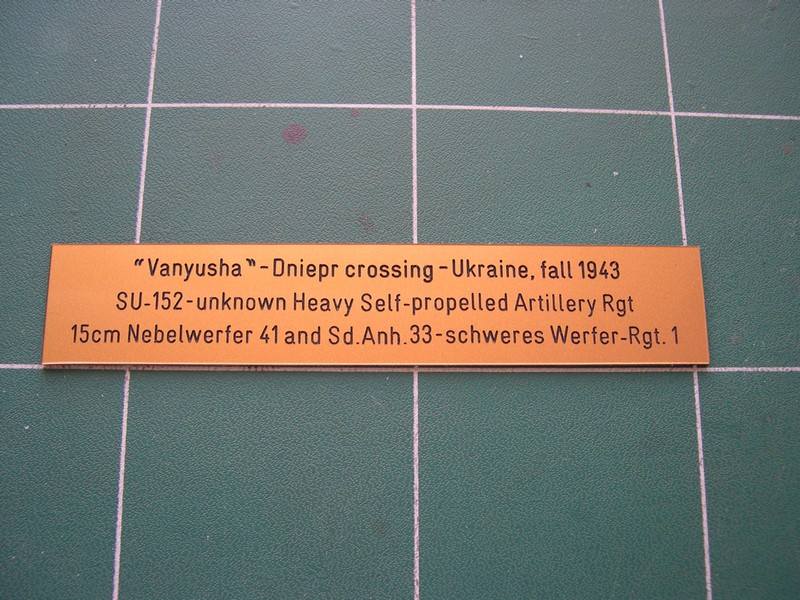 "Vanyusha"-Dniepr crossing-Ukraine, fall 1943
SU-152-unknown Heavy Self-propelled Artillery Rgt
15cm Nebelwerfer 41 and Sd.Anh.33-schweres Werfer-Rgt. 1